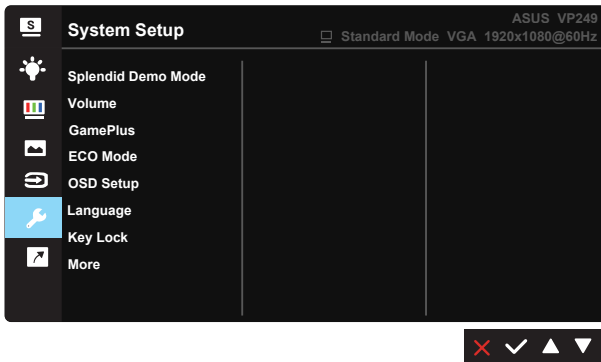 S
System Setup
ASUS VP249
Standard Mode VGA 1920x1080@60Hz
Splendid Demo Mode
Volume
GamePlus
ECO Mode
OSD Setup
Language
Key Lock
More